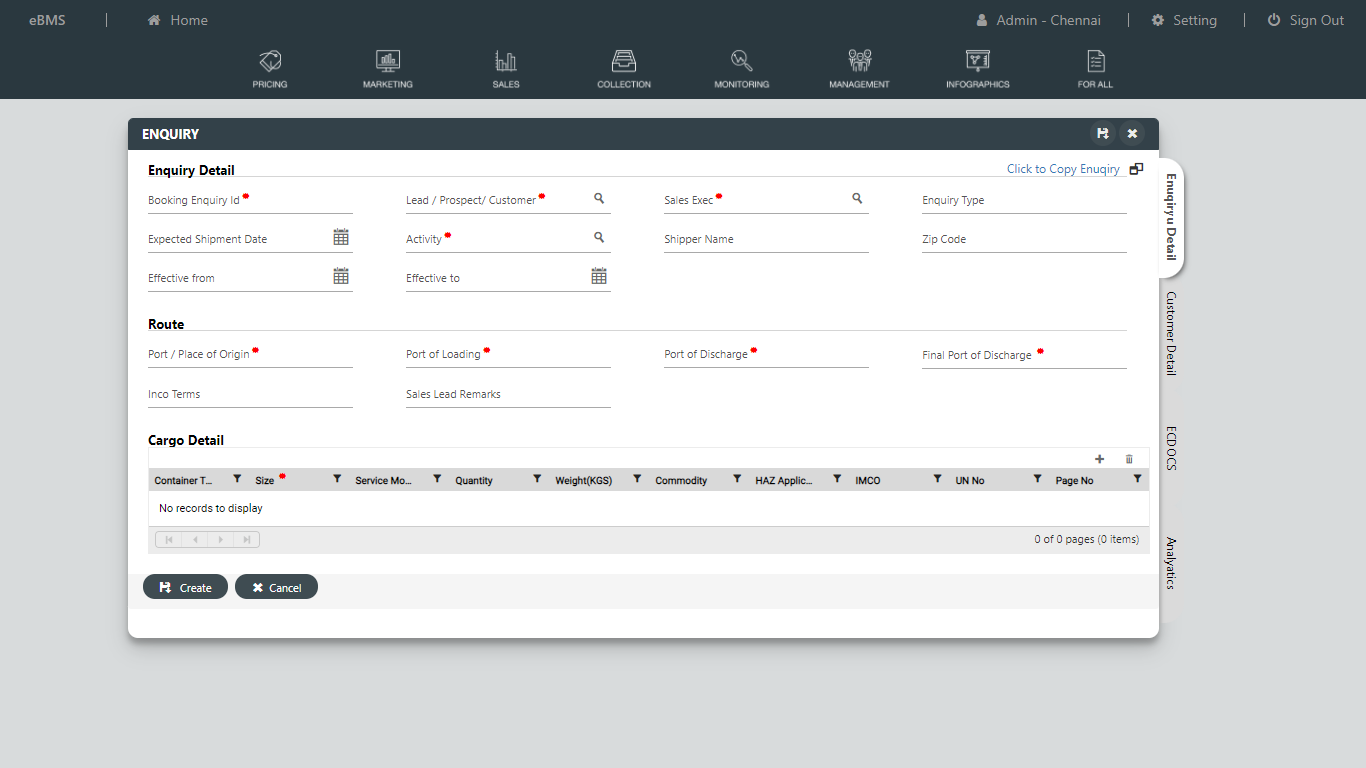 eBMS | Home Admin - Chennai | Setting | Sign Out
PRICING MARKETING SALES COLLECTION MONITORING MANAGEMENT INFOGRAPHICS FOR ALL
ENQUIRY
Enquiry Detail Click to Copy Enuqiry
Booking Enquiry Id * Lead / Prospect/ Customer * Sales Exec * Enquiry Type
Expected Shipment Date Activity * Shipper Name Zip Code
Effective from Effective to
Route
Port / Place of Origin * Port of Loading * Port of Discharge * Final Port of Discharge *
Inco Terms Sales Lead Remarks
Cargo Detail
Container T... Size * Service Mo... Quantity Weight(KGS) Commodity HAZ Applic... IMCO UN No Page No
No records to display
0 of 0 pages (0 items)
Create Cancel
Enuqiryu Detail
Customer Detail
ECDOCS
Analyatics